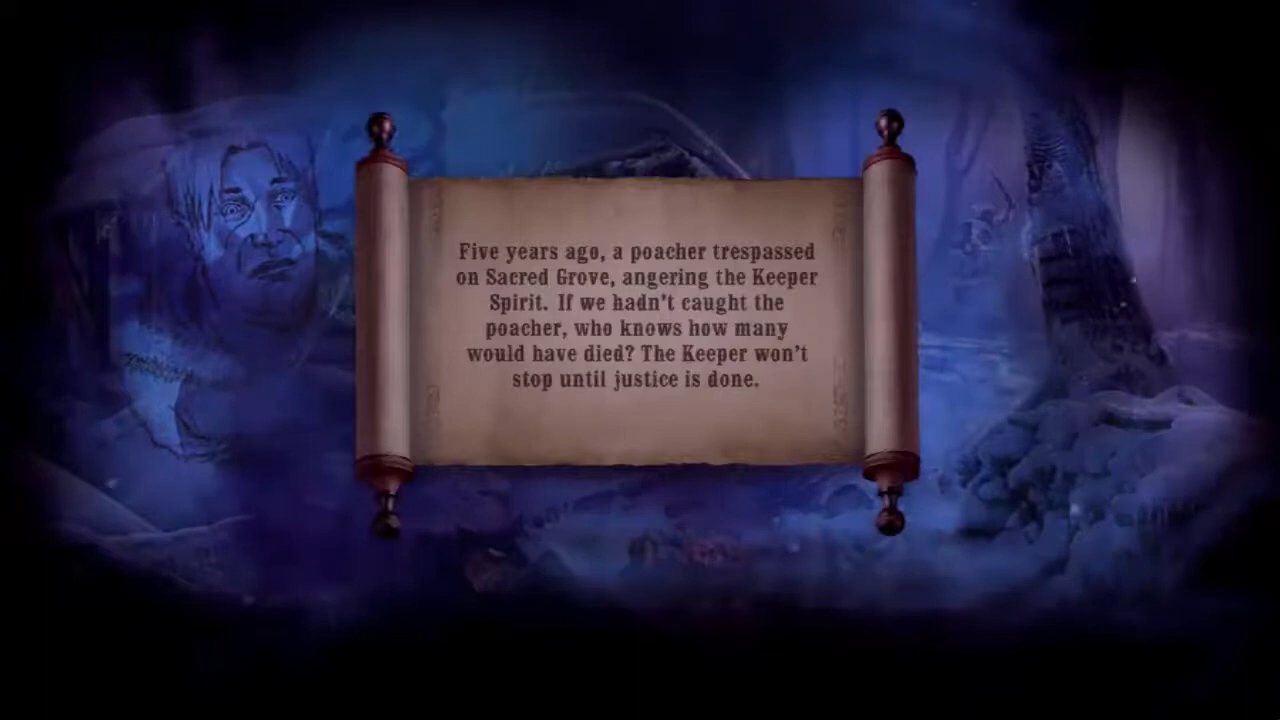 Five years ago, a poacher trespassed
on Sacred Grove, angering the Keeper
Spirit. If we hadn't caught the
poacher, who knows how many
would have died? The Keeper won't
stop until justice is done.